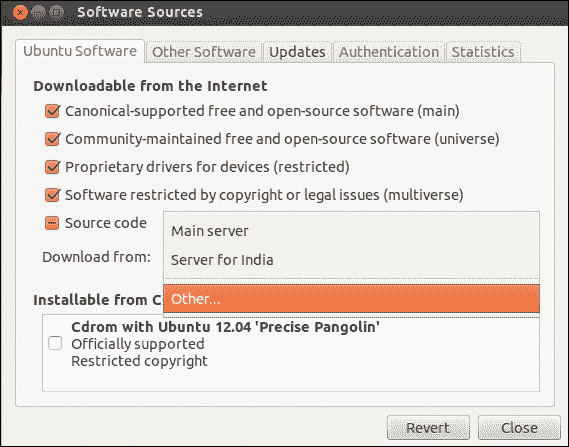 Software Sources
Ubuntu Software Other Software Updates Authentication Statistics
Downloadable from the Internet
Canonical-supported free and open-source software (main)
Community-maintained free and open-source software (universe)
Proprietary drivers for devices (restricted)
Software restricted by copyright or legal issues (multiverse)
Source code
Main server
Download from:
Server for India
Other...
Installable from C
Cdrom with Ubuntu 12.04 'Precise Pangolin'
Officially supported
Restricted copyright
Revert Close